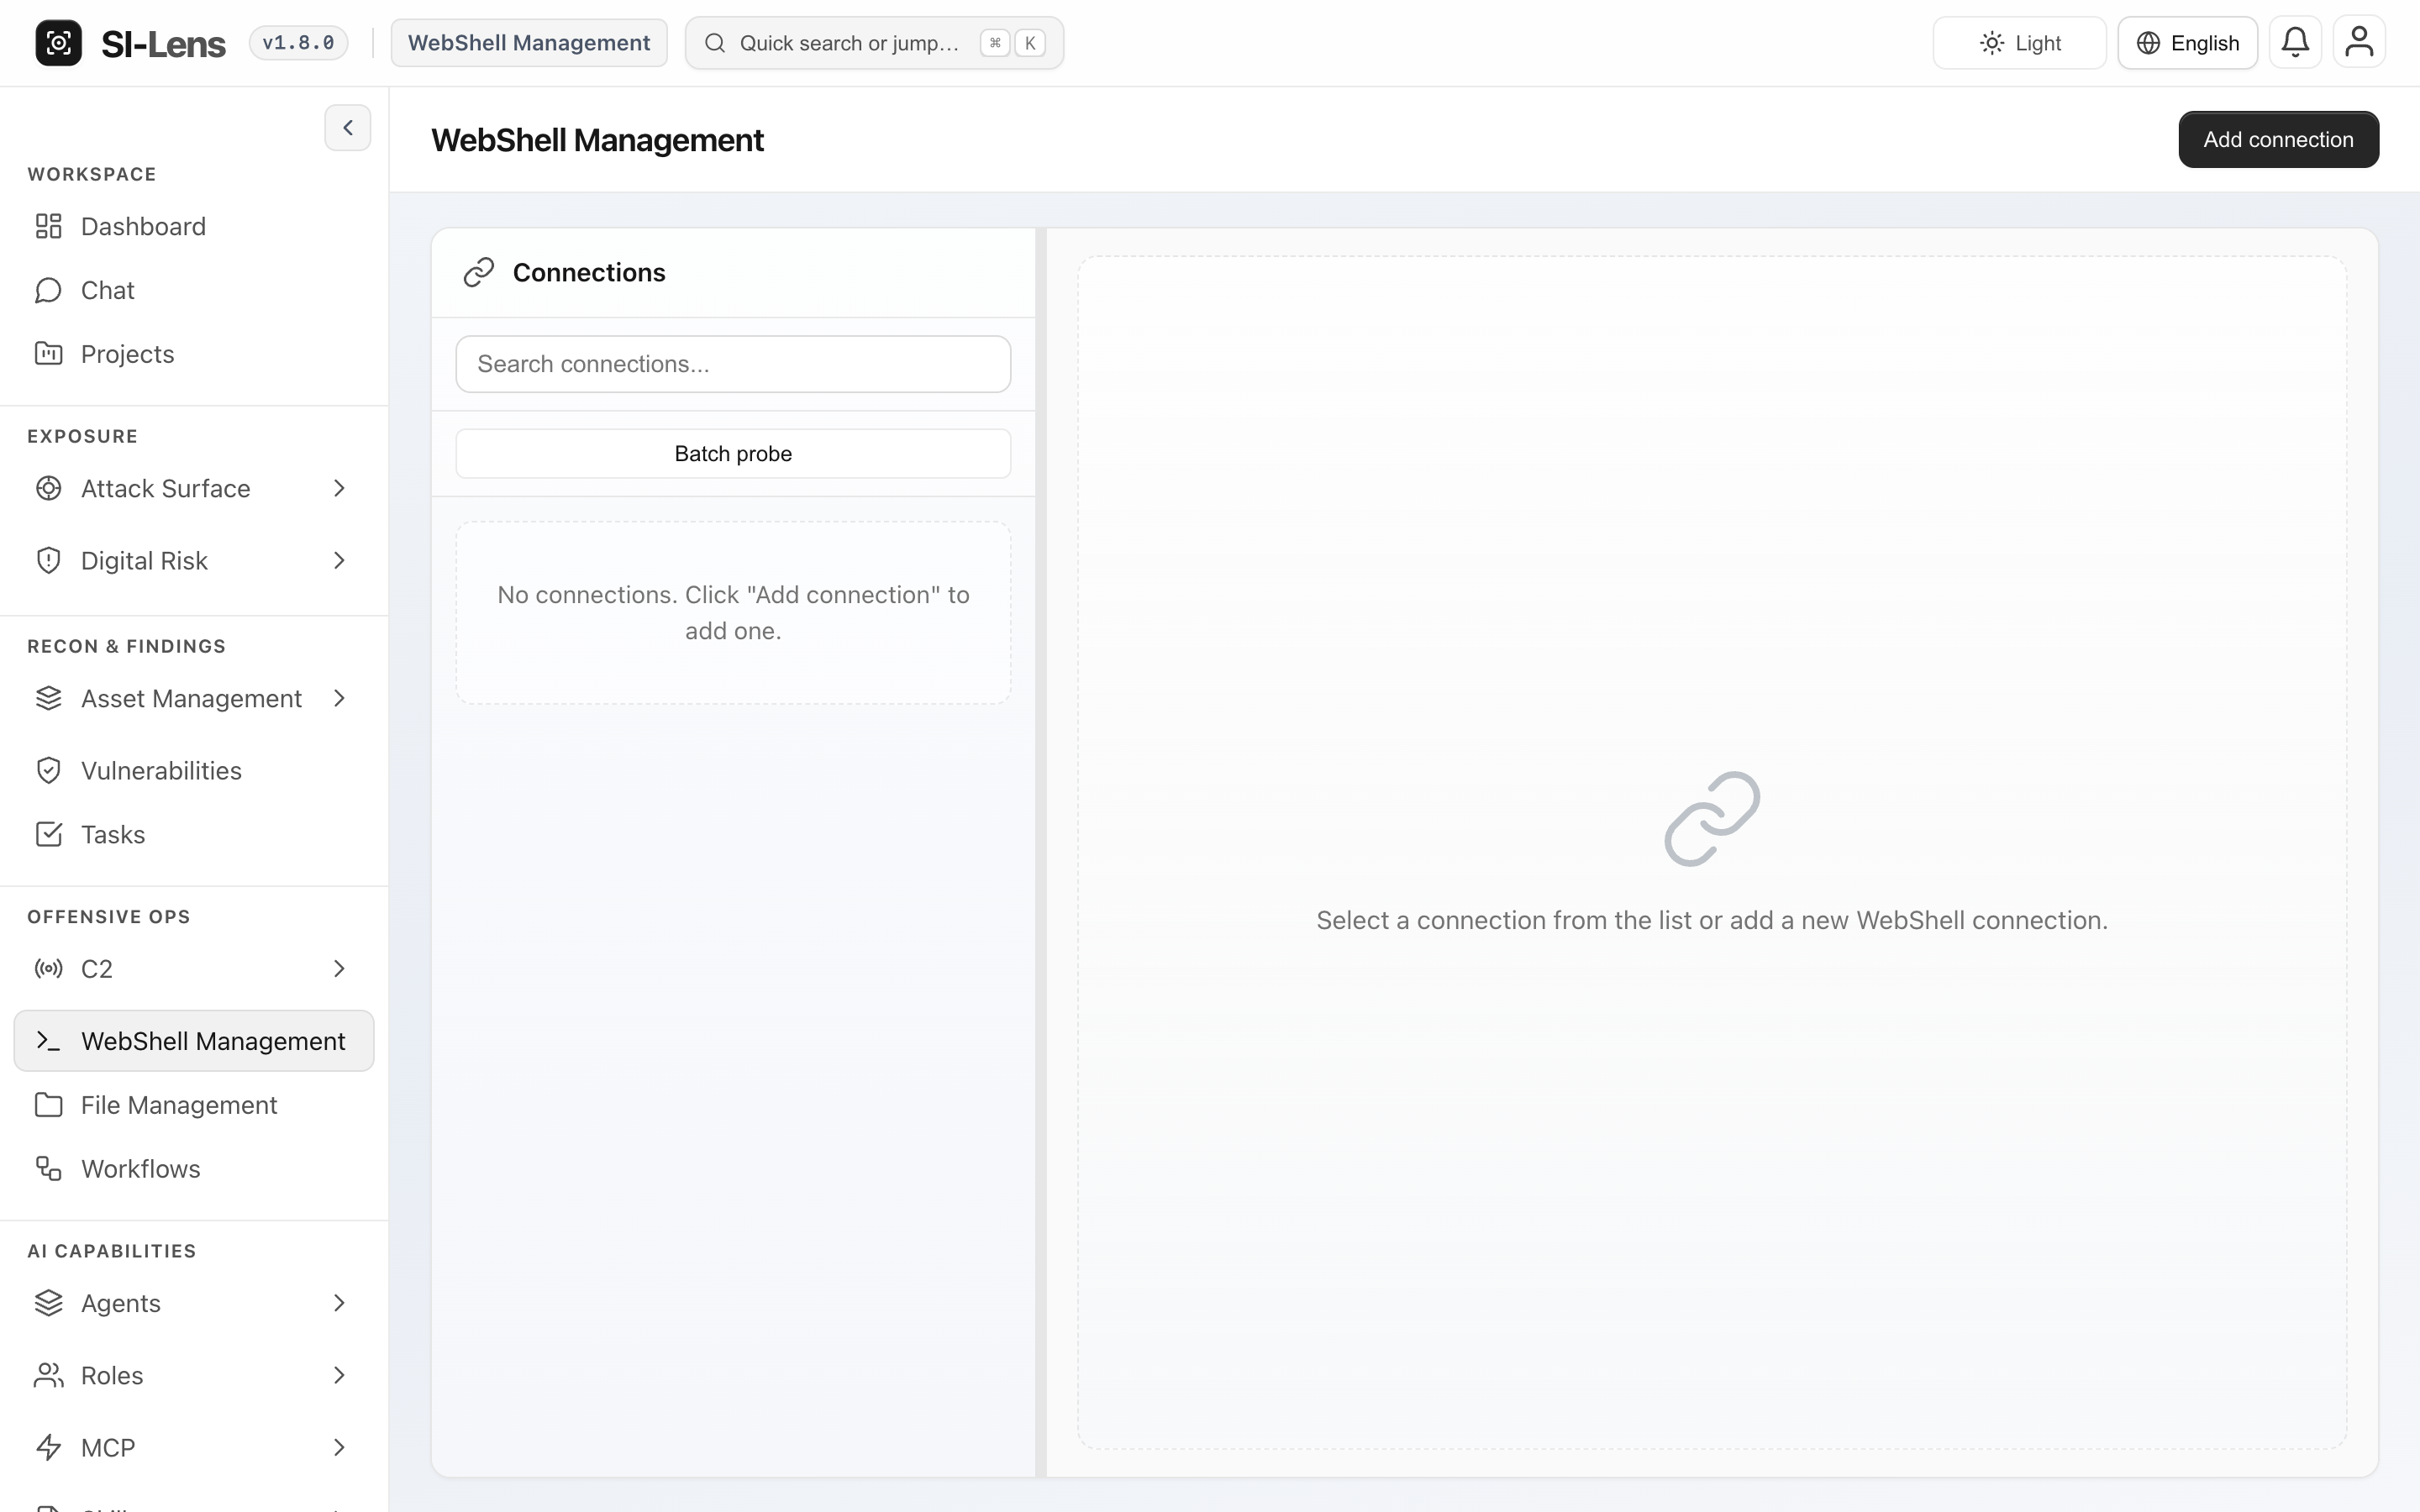 SI-Lens
v1.8.0
WebShell Management
Quick search or jump...
⌘ K
Light
English
WORKSPACE
Dashboard
Chat
Projects
EXPOSURE
Attack Surface
Digital Risk
RECON & FINDINGS
Asset Management
Vulnerabilities
Tasks
OFFENSIVE OPS
C2
WebShell Management
File Management
Workflows
AI CAPABILITIES
Agents
Roles
MCP
WebShell Management
Add connection
Connections
Search connections...
Batch probe
No connections. Click "Add connection" to
add one.
Select a connection from the list or add a new WebShell connection.